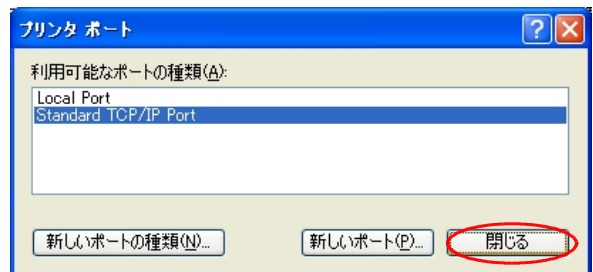 プリンタ ポート
利用可能なポートの種類(A):
Local Port
Standard TCP/IP Port
新しいポートの種類(N)... 新しいポート(P)... 閉じる